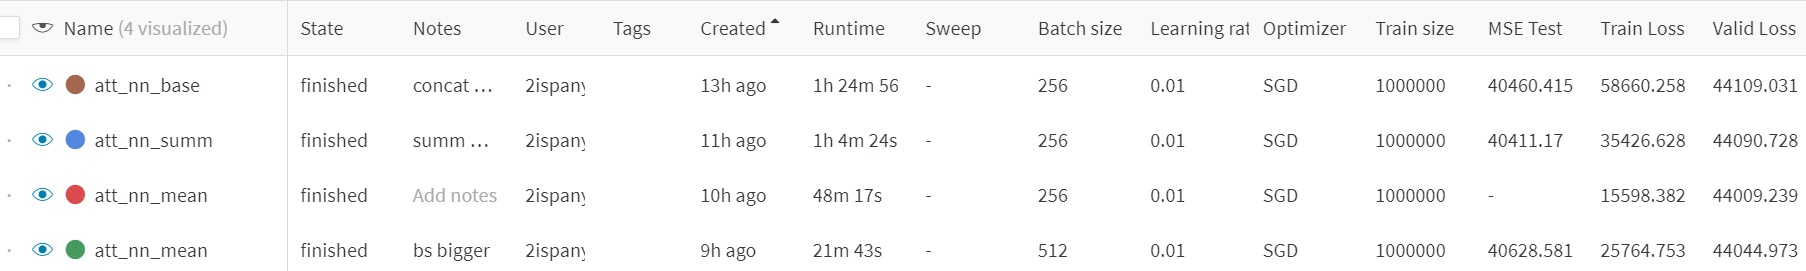 Name (4 visualized) State Notes User Tags Created Runtime Sweep Batch size Learning rat Optimizer Train size MSE Test Train Loss Valid Loss
att_nn_base finished concat ... 2ispany 13h ago 1h 24m 56 - 256 0.01 SGD 1000000 40460.415 58660.258 44109.031
att_nn_summ finished summ ... 2ispany 11h ago 1h 4m 24s - 256 0.01 SGD 1000000 40411.17 35426.628 44090.728
att_nn_mean finished Add notes 2ispany 10h ago 48m 17s - 256 0.01 SGD 1000000 - 15598.382 44009.239
att_nn_mean finished bs bigger 2ispany 9h ago 21m 43s - 512 0.01 SGD 1000000 40628.581 25764.753 44044.973